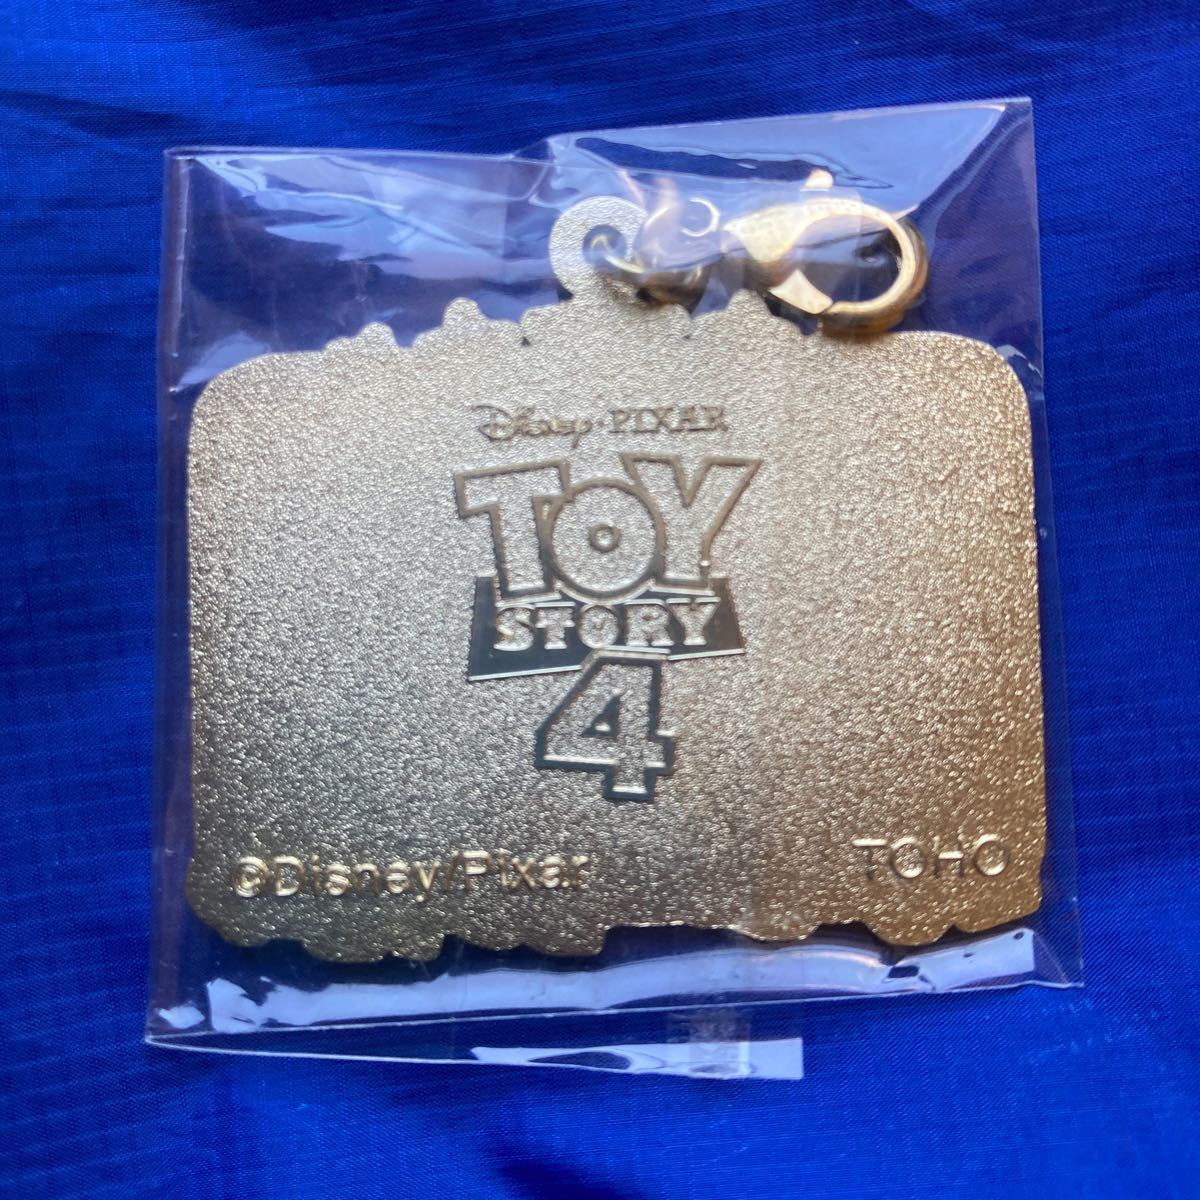 Disney · PIXAR
TOY
STORY
4
©Disney/Pixar
TOHO